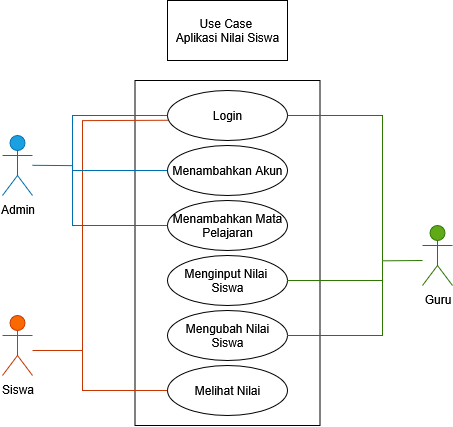 Use Case
Aplikasi Nilai Siswa
Login
Menambahkan Akun
Admin
Menambahkan Mata
Pelajaran
Menginput Nilai
Siswa
Guru
Mengubah Nilai
Siswa
Siswa
Melihat Nilai